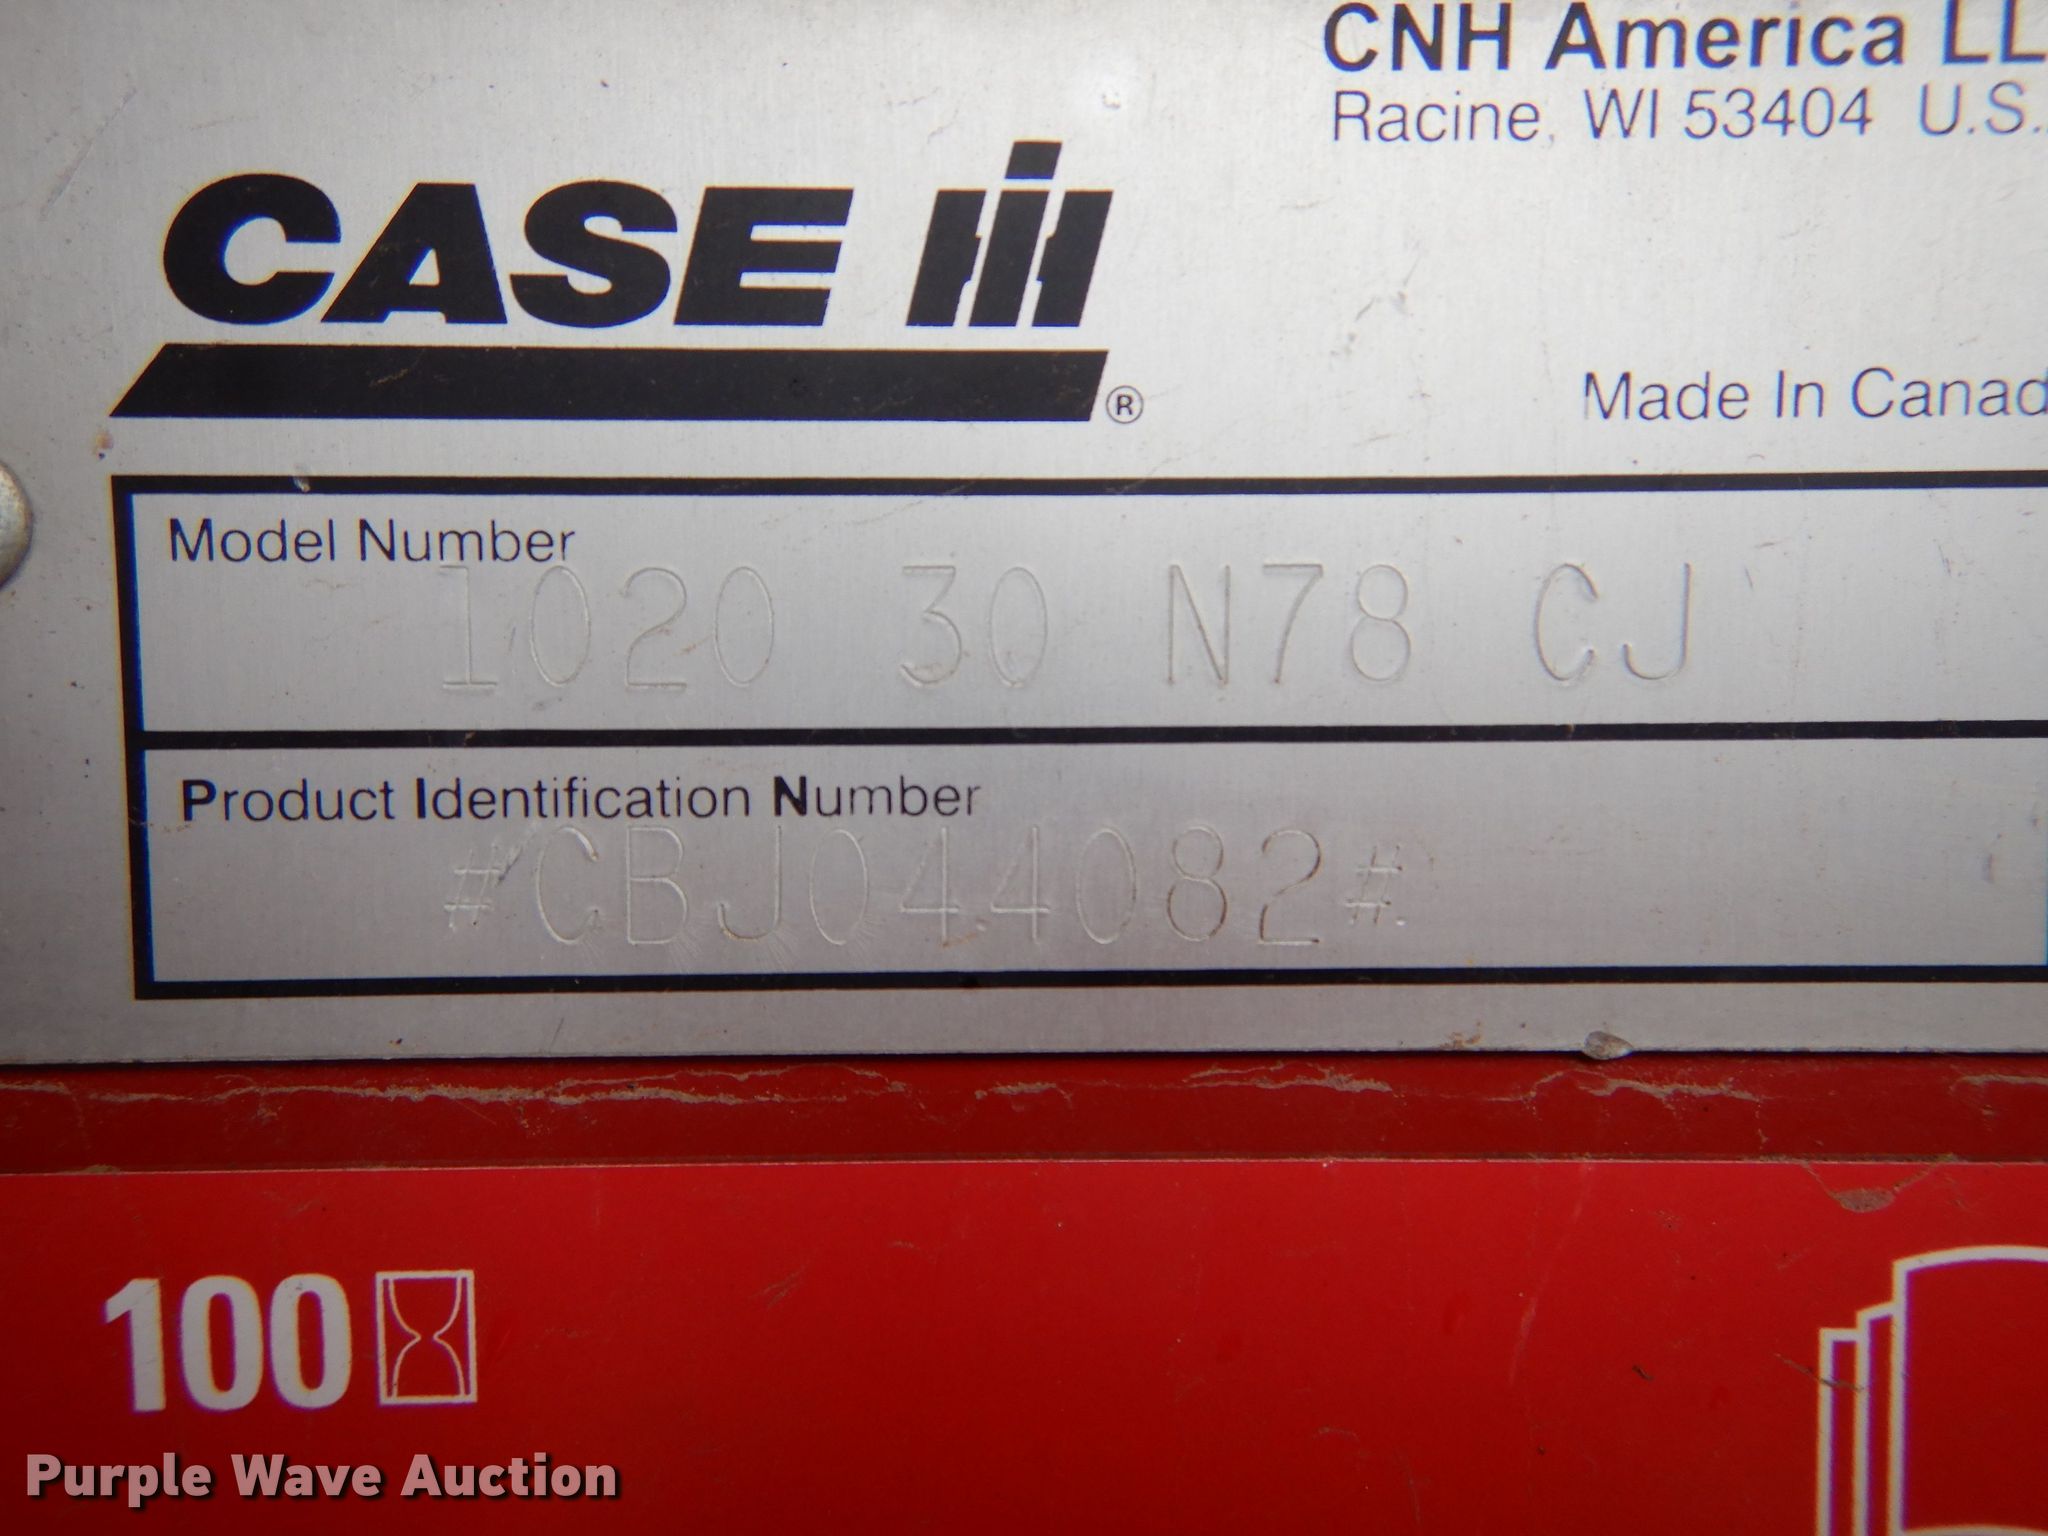 CNH America LL
Racine, WI 53404 U.S.
CASE IH
®
Made In Canad
Model Number
1020 30 N78 CJ
Product Identification Number
#CBJ044082#
100
Purple Wave Auction